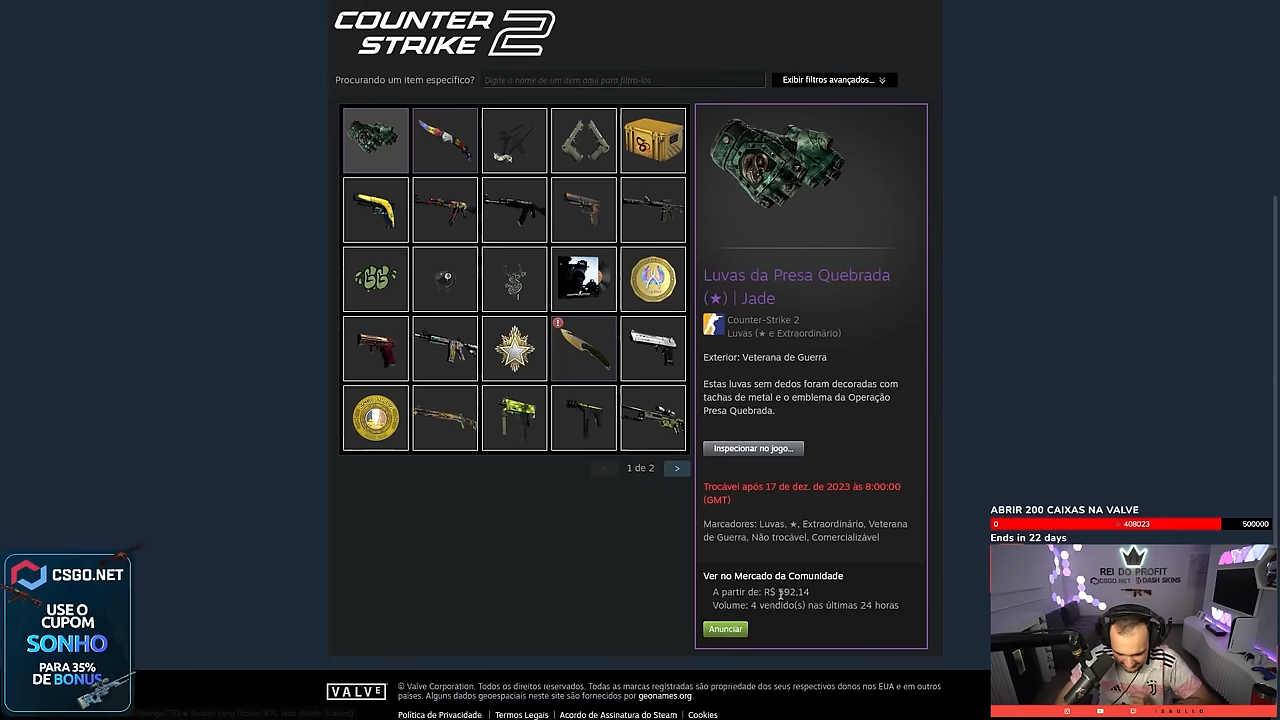 COUNTER
STRIKE 2
Procurando um item específico?
Digite o nome de um item aqui para filtrá-los
Exibir filtros avançados...
Luvas da Presa Quebrada
(★) | Jade
Counter-Strike 2
Luvas (★ e Extraordinário)
Exterior: Veterana de Guerra
Estas luvas sem dedos foram decoradas com
tachas de metal e o emblema da Operação
Presa Quebrada.
Inspecionar no jogo...
1 de 2
>
Trocável após 17 de dez. de 2023 às 8:00:00
(GMT)
Marcadores: Luvas, ★, Extraordinário, Veterana
de Guerra, Não trocável, Comercializável
Ver no Mercado da Comunidade
A partir de: R$ 592,14
Volume: 4 vendido(s) nas últimas 24 horas
Anunciar
VALVE
© Valve Corporation. Todos os direitos reservados. Todas as marcas registradas são propriedade dos seus respectivos donos nos EUA e em outros
países. Alguns dados geoespaciais neste site são fornecidos por geonames.org.
Política de Privacidade | Termos Legais | Acordo de Assinatura do Steam | Cookies
CSGO.NET
USE O
CUPOM
SONHO
PARA 35%
DE BONUS
ABRIR 200 CAIXAS NA VALVE
0 408023 500000
Ends in 22 days
REI DO PROFIT
CSGO.NET DASH SKINS
/SAULLO